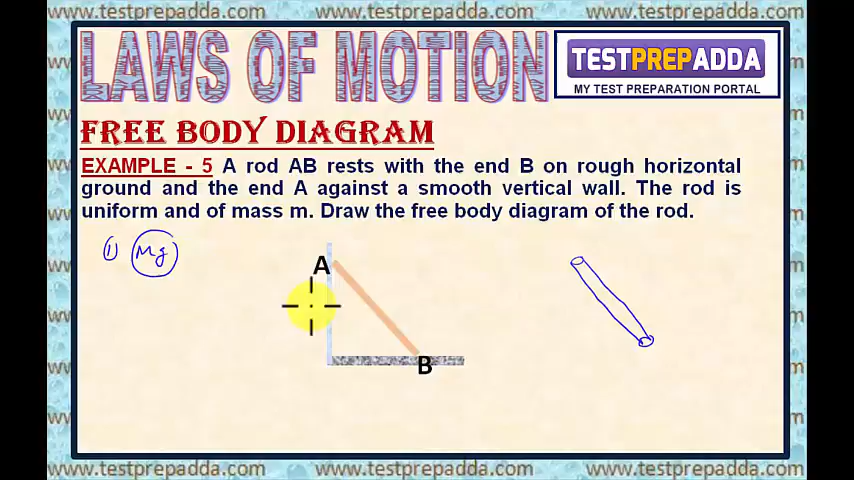 www.testprepadda.com www.testprepadda.com www.testprepadda.com
LAWS OF MOTION
TESTPREPADDA
MY TEST PREPARATION PORTAL
FREE BODY DIAGRAM
EXAMPLE - 5 A rod AB rests with the end B on rough horizontal
ground and the end A against a smooth vertical wall. The rod is
uniform and of mass m. Draw the free body diagram of the rod.
① Mg
A
B
www.testprepadda.com www.testprepadda.com www.testprepadda.com